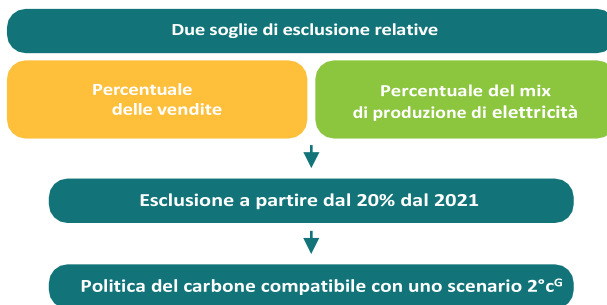 Due soglie di esclusione relative
Percentuale
delle vendite
Percentuale del mix
di produzione di elettricità
Esclusione a partire dal 20% dal 2021
Politica del carbone compatibile con uno scenario 2°cᴳ